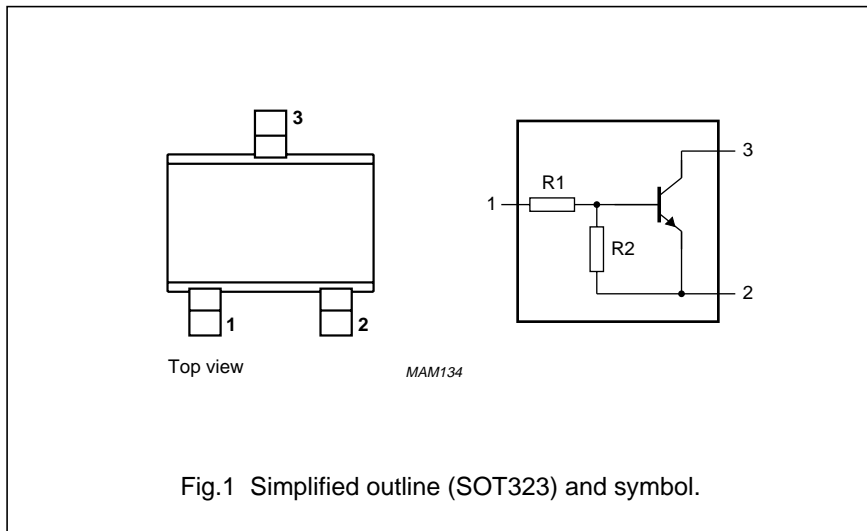 3
1
2
Top view
MAM134
1
R1
R2
3
2
Fig.1 Simplified outline (SOT323) and symbol.